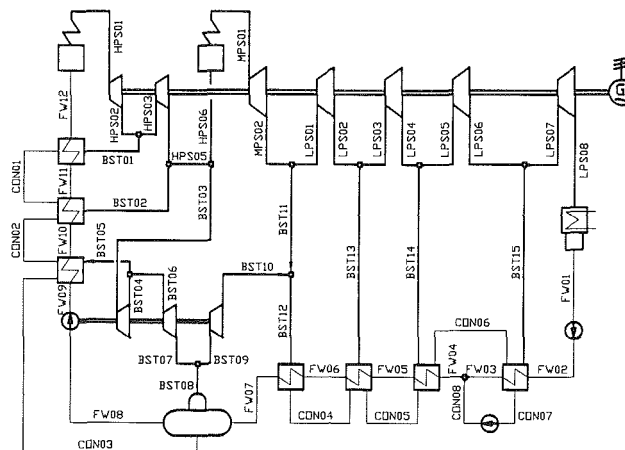 HPS01
MPS01
FW12
HPS02
HPS03
HPS06
MPS02
LPS01
LPS02
LPS03
LPS04
LPS05
LPS06
LPS07
LPS08
CON01
BST01
HPS05
FW11
BST02
BST03
CON02
FW10
BST05
BST11
BST13
BST14
BST15
FW09
BST04
BST06
BST10
FW01
BST12
CON06
BST07
BST09
FW04
BST08
FW07
FW06
FW05
FW03
FW02
CON08
FW08
CON04
CON05
CON07
CON03